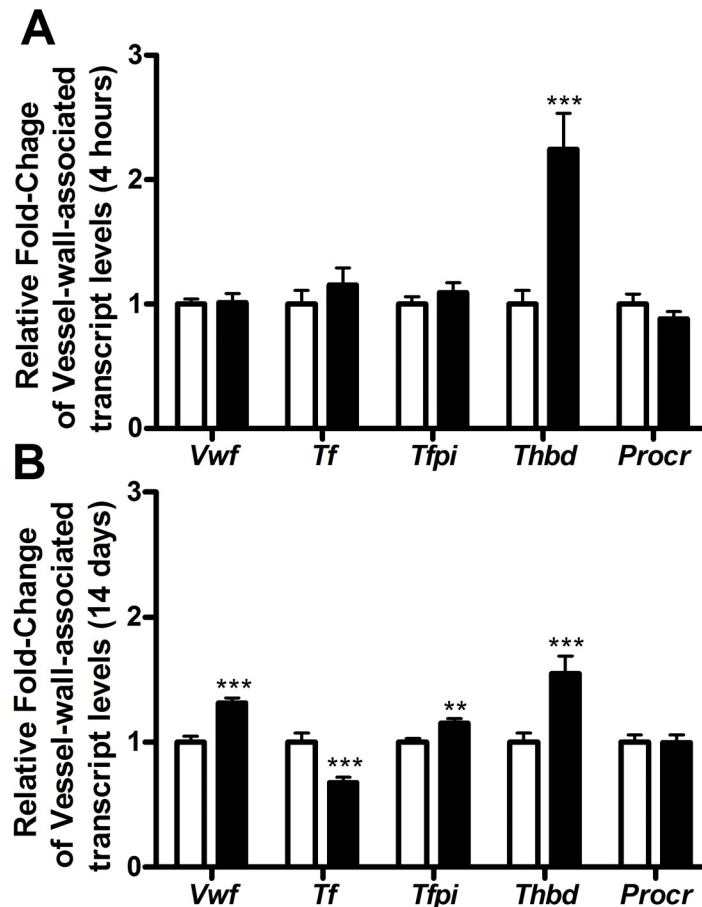 A
Relative Fold-Chage
of Vessel-wall-associated
transcript levels (4 hours)
3
2
1
0
***
Vwf Tf Tfpi Thbd Procr
B
Relative Fold-Change
of Vessel-wall-associated
transcript levels (14 days)
3
2
1
0
***
***
**
***
Vwf Tf Tfpi Thbd Procr